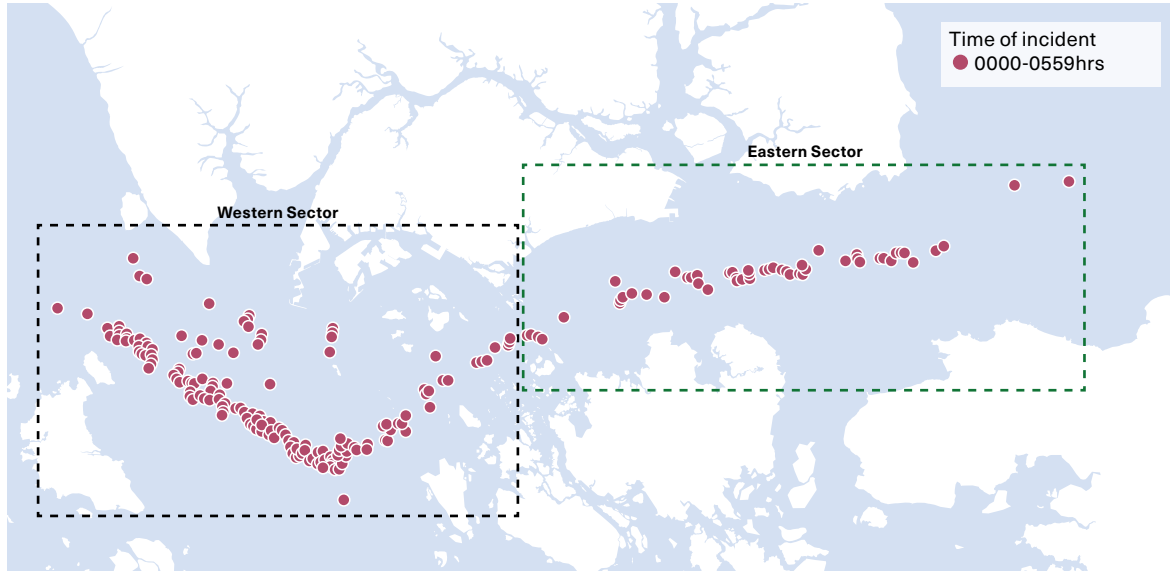 Time of incident
0000-0559hrs
Eastern Sector
Western Sector